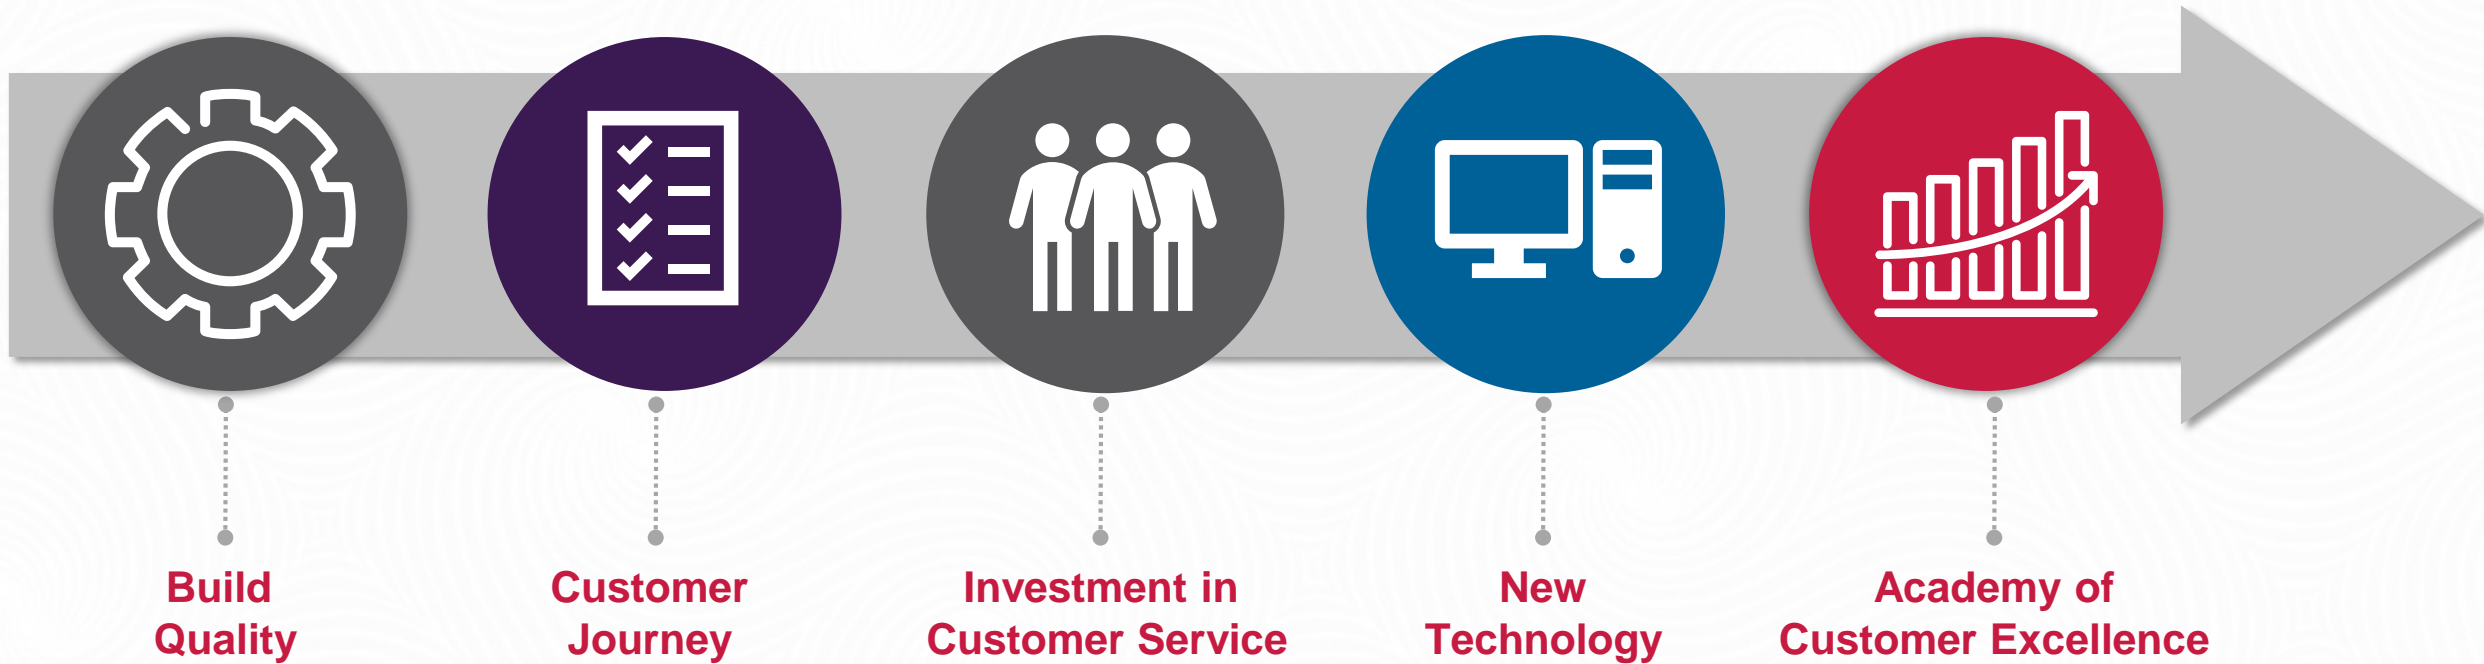 Build
Quality
Customer
Journey
Investment in
Customer Service
New
Technology
Academy of
Customer Excellence